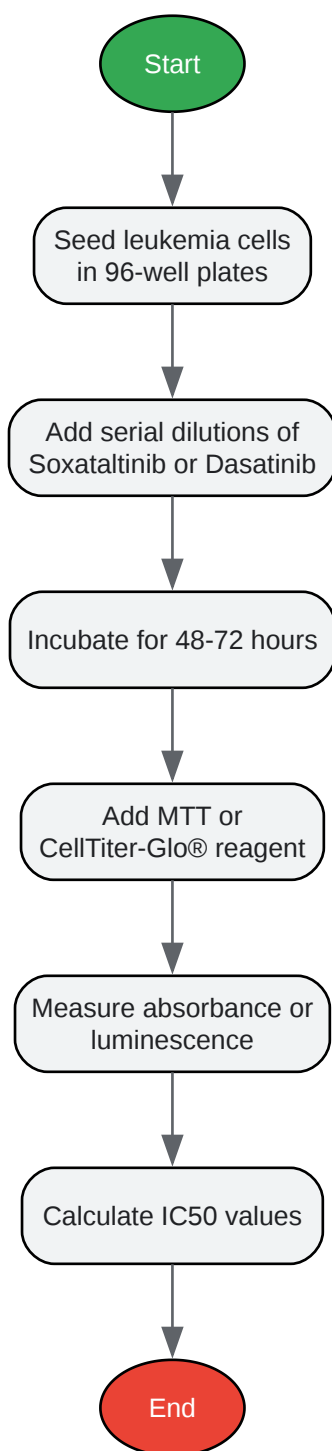 Start
Seed leukemia cells
in 96-well plates
Add serial dilutions of
Soxataltinib or Dasatinib
Incubate for 48-72 hours
Add MTT or
CellTiter-Glo® reagent
Measure absorbance or
luminescence
Calculate IC50 values
End